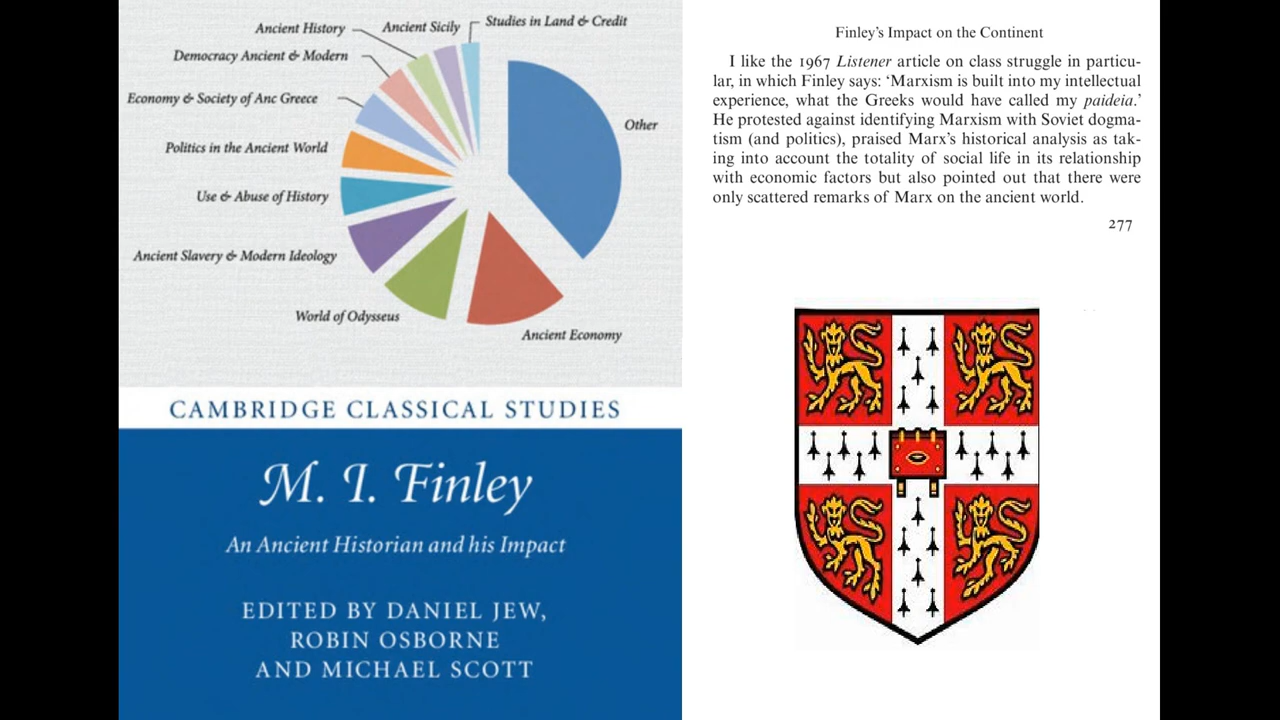 Ancient History
Ancient Sicily
Studies in Land & Credit
Democracy Ancient & Modern
Economy & Society of Anc Greece
Other
Politics in the Ancient World
Use & Abuse of History
Ancient Slavery & Modern Ideology
World of Odysseus
Ancient Economy
CAMBRIDGE CLASSICAL STUDIES
M. I. Finley
An Ancient Historian and his Impact
EDITED BY DANIEL JEW,
ROBIN OSBORNE
AND MICHAEL SCOTT
Finley’s Impact on the Continent
I like the 1967 Listener article on class struggle in particu-
lar, in which Finley says: ‘Marxism is built into my intellectual
experience, what the Greeks would have called my paideia.’
He protested against identifying Marxism with Soviet dogma-
tism (and politics), praised Marx’s historical analysis as tak-
ing into account the totality of social life in its relationship
with economic factors but also pointed out that there were
only scattered remarks of Marx on the ancient world.
277